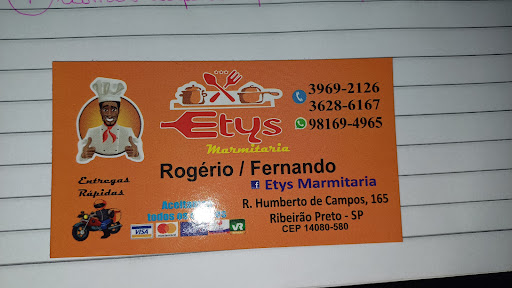 3969-2126
3628-6167
98169-4965
Etys
Marmitaria
Rogério / Fernando
Etys Marmitaria
Entregas
Rápidas
R. Humberto de Campos, 165
Ribeirão Preto - SP
CEP 14080-580
todos
VISA